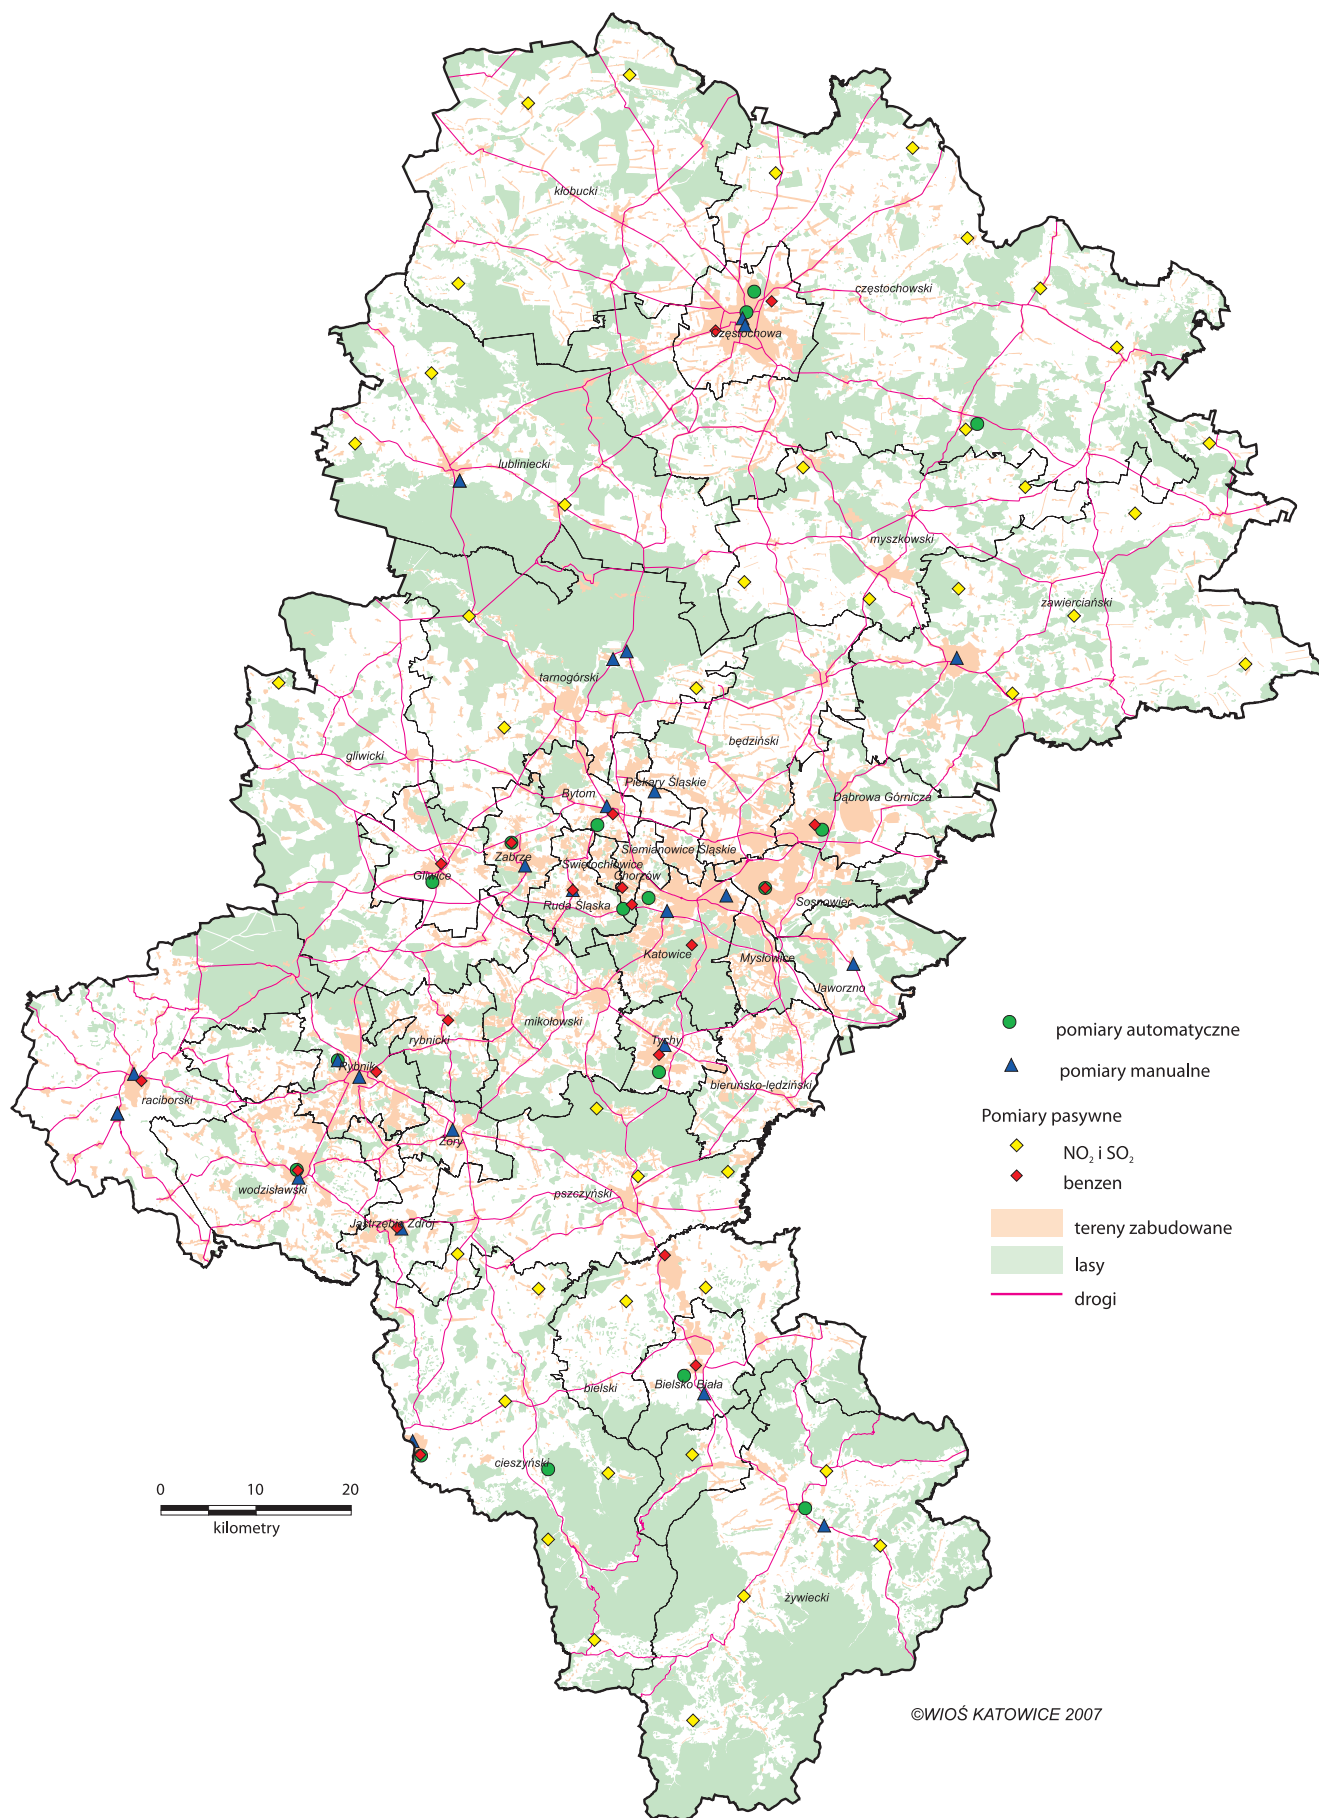 kłobucki
częstochowski
Częstochowa
lubliniecki
myszkowski
zawierciański
tarnogórski
będziński
gliwicki
Piekary Śląskie
Bytom
Dąbrowa Górnicza
Siemianowice Śląskie
Zabrze
Świętochłowice
Gliwice
Chorzów
Ruda Śląska
Sosnowiec
Katowice
Mysłowice
Jaworzno
mikołowski
rybnicki
Tychy
Rybnik
bieruńsko-lędziński
raciborski
Żory
wodzisławski
pszczyński
Jastrzębie Zdrój
bielski
Bielsko Biała
cieszyński
żywiecki
0 10 20
kilometry
pomiary automatyczne
pomiary manualne
Pomiary pasywne
NO₂ i SO₂
benzen
tereny zabudowane
lasy
drogi
©WIOŚ KATOWICE 2007